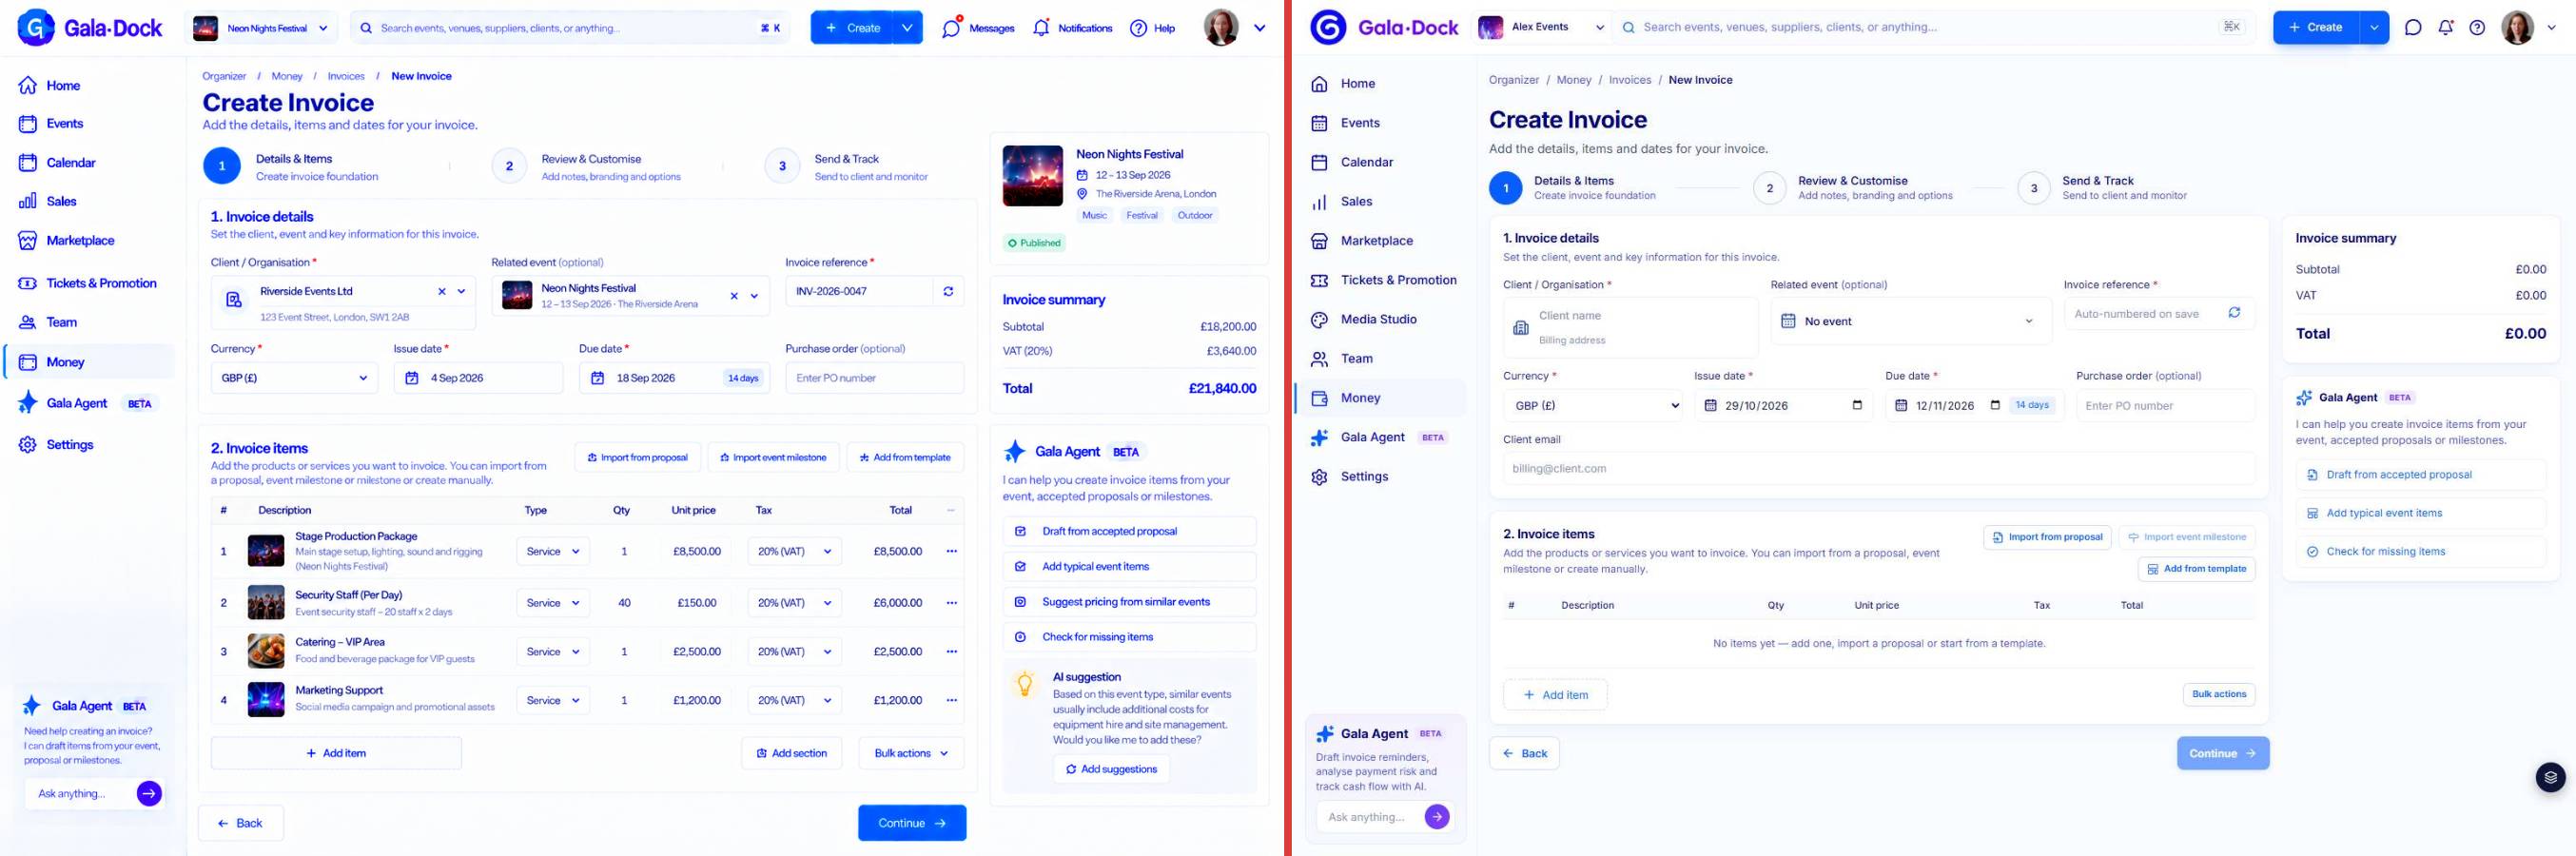 Gala·Dock
Neon Nights Festival
Search events, venues, suppliers, clients, or anything...
⌘ K
+ Create
Messages
Notifications
Help
Home
Events
Calendar
Sales
Marketplace
Tickets & Promotion
Team
Money
Gala Agent BETA
Settings
Gala Agent BETA
Need help creating an invoice?
I can draft items from your event,
proposal or milestones.
Ask anything...
Organizer / Money / Invoices / New Invoice
Create Invoice
Add the details, items and dates for your invoice.
1 Details & Items
Create invoice foundation
2 Review & Customise
Add notes, branding and options
3 Send & Track
Send to client and monitor
1. Invoice details
Set the client, event and key information for this invoice.
Client / Organisation *
Riverside Events Ltd
123 Event Street, London, SW1 2AB
Related event (optional)
Neon Nights Festival
12 – 13 Sep 2026 · The Riverside Arena
Invoice reference *
INV-2026-0047
Currency *
GBP (£)
Issue date *
4 Sep 2026
Due date *
18 Sep 2026 14 days
Purchase order (optional)
Enter PO number
2. Invoice items
Add the products or services you want to invoice. You can import from
a proposal, event milestone or milestone or create manually.
Import from proposal
Import event milestone
Add from template
# Description Type Qty Unit price Tax Total
1 Stage Production Package Service 1 £8,500.00 20% (VAT) £8,500.00
Main stage setup, lighting, sound and rigging
(Neon Nights Festival)
2 Security Staff (Per Day) Service 40 £150.00 20% (VAT) £6,000.00
Event security staff – 20 staff x 2 days
3 Catering – VIP Area Service 1 £2,500.00 20% (VAT) £2,500.00
Food and beverage package for VIP guests
4 Marketing Support Service 1 £1,200.00 20% (VAT) £1,200.00
Social media campaign and promotional assets
+ Add item
Add section
Bulk actions
← Back
Continue →
Neon Nights Festival
12 – 13 Sep 2026
The Riverside Arena, London
Music Festival Outdoor
Published
Invoice summary
Subtotal £18,200.00
VAT (20%) £3,640.00
Total £21,840.00
Gala Agent BETA
I can help you create invoice items from your
event, accepted proposals or milestones.
Draft from accepted proposal
Add typical event items
Suggest pricing from similar events
Check for missing items
AI suggestion
Based on this event type, similar events
usually include additional costs for
equipment hire and site management.
Would you like me to add these?
Add suggestions
Gala·Dock
Alex Events
Search events, venues, suppliers, clients, or anything...
⌘K
+ Create
Home
Events
Calendar
Sales
Marketplace
Tickets & Promotion
Media Studio
Team
Money
Gala Agent BETA
Settings
Gala Agent BETA
Draft invoice reminders,
analyse payment risk and
track cash flow with AI.
Ask anything...
Organizer / Money / Invoices / New Invoice
Create Invoice
Add the details, items and dates for your invoice.
1 Details & Items
Create invoice foundation
2 Review & Customise
Add notes, branding and options
3 Send & Track
Send to client and monitor
1. Invoice details
Set the client, event and key information for this invoice.
Client / Organisation *
Client name
Billing address
Related event (optional)
No event
Invoice reference *
Auto-numbered on save
Currency *
GBP (£)
Issue date *
29/10/2026
Due date *
12/11/2026 14 days
Purchase order (optional)
Enter PO number
Client email
billing@client.com
2. Invoice items
Add the products or services you want to invoice. You can import from a proposal, event
milestone or create manually.
Import from proposal
Import event milestone
Add from template
# Description Qty Unit price Tax Total
No items yet — add one, import a proposal or start from a template.
+ Add item
Bulk actions
← Back
Continue →
Invoice summary
Subtotal £0.00
VAT £0.00
Total £0.00
Gala Agent BETA
I can help you create invoice items from your
event, accepted proposals or milestones.
Draft from accepted proposal
Add typical event items
Check for missing items